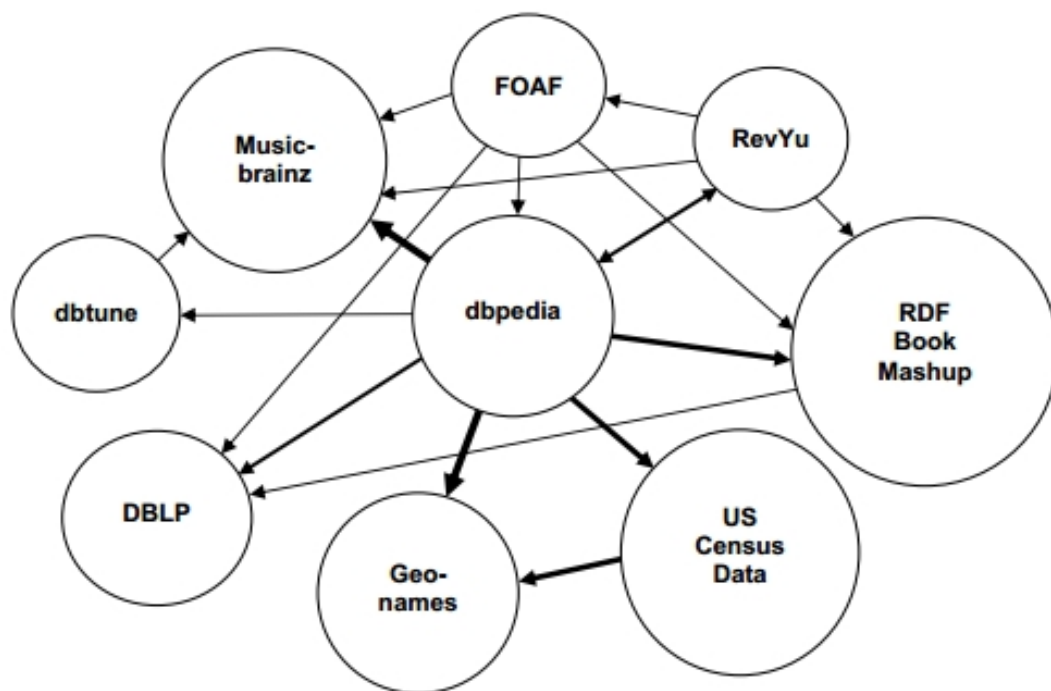 FOAF
RevYu
Music-
brainz
dbtune
dbpedia
RDF
Book
Mashup
DBLP
US
Census
Data
Geo-
names